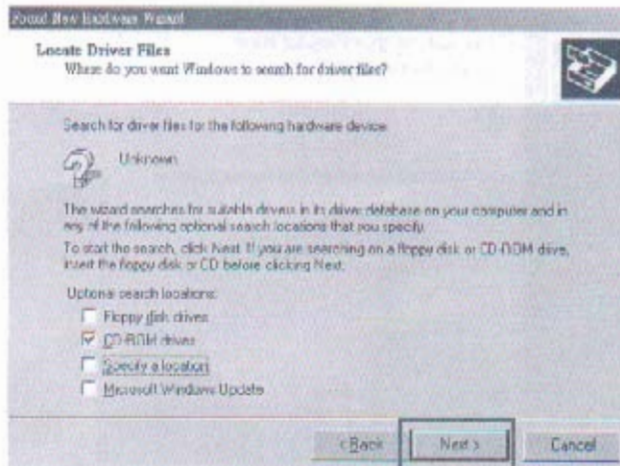 Found New Hardware Wizard
Locate Driver Files
Where do you want Windows to search for driver files?
Search for driver files for the following hardware device
Unknown
The wizard searches for suitable drivers in its driver database on your computer and in
any of the following optional search locations that you specify.
To start the search, click Next. If you are searching on a floppy disk or CD-ROM drive,
insert the floppy disk or CD before clicking Next.
Optional search locations:
Floppy disk drives
CD-ROM drives
Specify a location
Microsoft Windows Update
< Back
Next >
Cancel